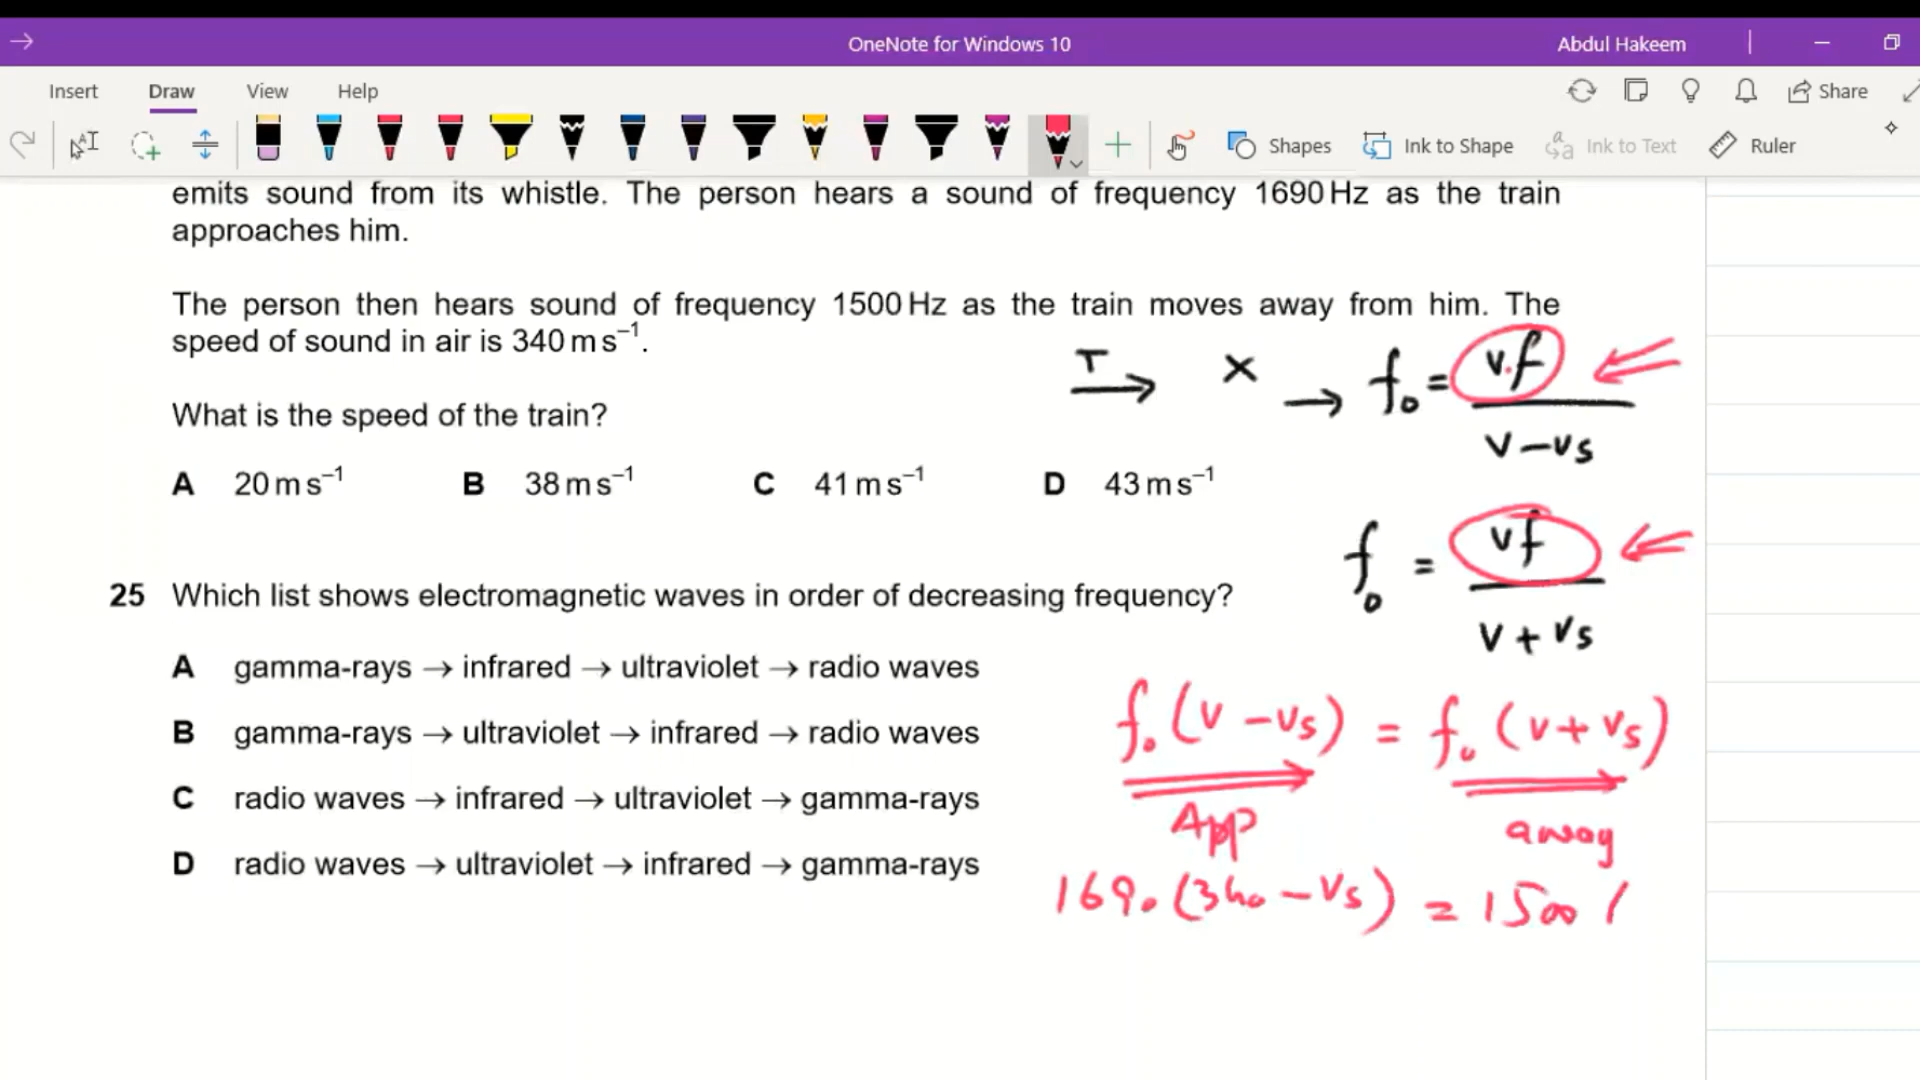 OneNote for Windows 10
Abdul Hakeem
Insert Draw View Help
Share
Shapes Ink to Shape Ink to Text Ruler
emits sound from its whistle. The person hears a sound of frequency 1690 Hz as the train
approaches him.
The person then hears sound of frequency 1500 Hz as the train moves away from him. The
speed of sound in air is 340 m s⁻¹.
T → × → f₀ = v.f / v − vs
What is the speed of the train?
A 20 m s⁻¹ B 38 m s⁻¹ C 41 m s⁻¹ D 43 m s⁻¹
f₀ = vf / v + vs
25 Which list shows electromagnetic waves in order of decreasing frequency?
A gamma-rays → infrared → ultraviolet → radio waves
B gamma-rays → ultraviolet → infrared → radio waves
C radio waves → infrared → ultraviolet → gamma-rays
D radio waves → ultraviolet → infrared → gamma-rays
f₀ (v − vs) = f₀ (v + vs)
App away
1690 (340 − vs) = 1500 (